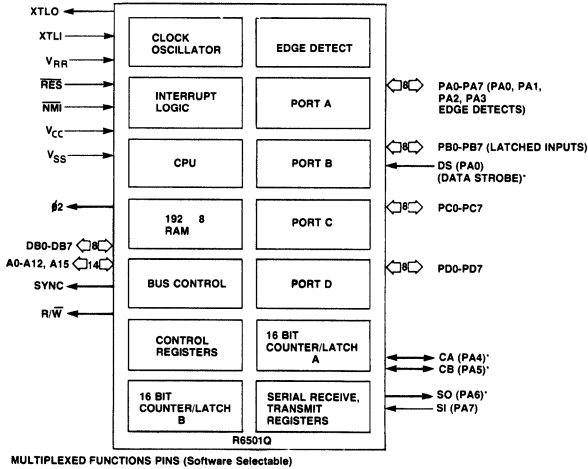 XTLO
XTLI
VRR
RES
NMI
VCC
VSS
ø2
DB0-DB7 8
A0-A12, A15 14
SYNC
R/W
CLOCK
OSCILLATOR
EDGE DETECT
INTERRUPT
LOGIC
PORT A
CPU
PORT B
192 8
RAM
PORT C
BUS CONTROL
PORT D
CONTROL
REGISTERS
16 BIT
COUNTER/LATCH
A
16 BIT
COUNTER/LATCH
B
SERIAL RECEIVE,
TRANSMIT
REGISTERS
R6501Q
8 PA0-PA7 (PA0, PA1,
PA2, PA3
EDGE DETECTS)
8 PB0-PB7 (LATCHED INPUTS)
DS (PA0)
(DATA STROBE)*
8 PC0-PC7
8 PD0-PD7
CA (PA4)*
CB (PA5)*
SO (PA6)*
SI (PA7)
MULTIPLEXED FUNCTIONS PINS (Software Selectable)